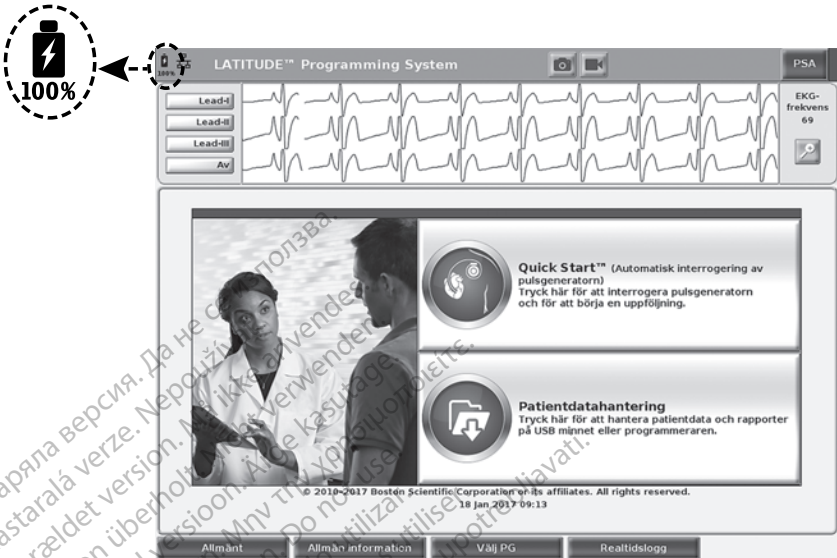 100%
100%
LATITUDE™ Programming System
PSA
Lead-I
Lead-II
Lead-III
Av
EKG-
frekvens
69
Quick Start™ (Automatisk interrogering av
pulsgeneratorn)
Tryck här för att interrogera pulsgeneratorn
och för att börja en uppföljning.
Patientdatahantering
Tryck här för att hantera patientdata och rapporter
på USB minnet eller programmeraren.
© 2010-2017 Boston Scientific Corporation or its affiliates. All rights reserved.
18 Jan 2017 09:13
Allmänt
Allmän information
Välj PG
Realtidslogg